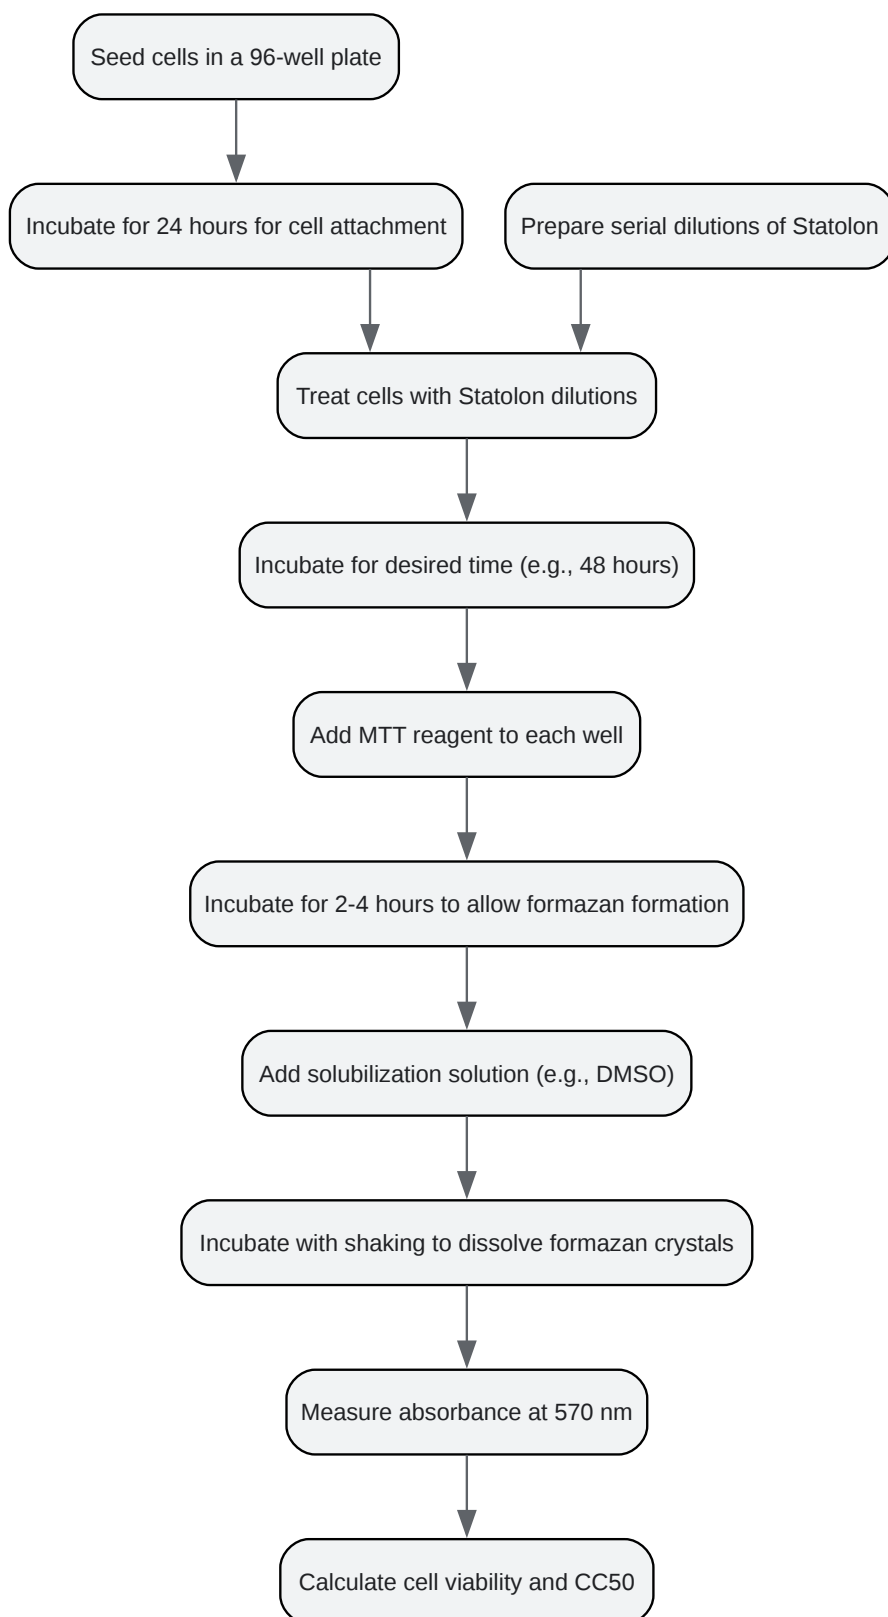 Seed cells in a 96-well plate
Incubate for 24 hours for cell attachment
Prepare serial dilutions of Statolon
Treat cells with Statolon dilutions
Incubate for desired time (e.g., 48 hours)
Add MTT reagent to each well
Incubate for 2-4 hours to allow formazan formation
Add solubilization solution (e.g., DMSO)
Incubate with shaking to dissolve formazan crystals
Measure absorbance at 570 nm
Calculate cell viability and CC50